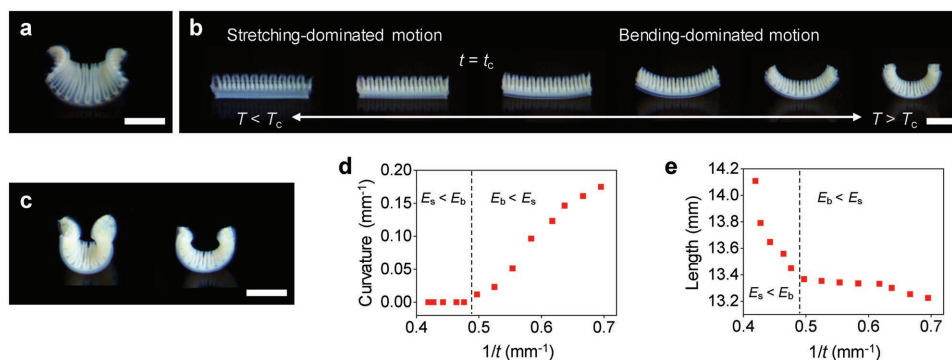 a
b
Stretching-dominated motion
Bending-dominated motion
t = tc
T < Tc
T > Tc
c
d
0.20
0.15
0.10
0.05
0.00
Curvature (mm⁻¹)
Es < Eb
Eb < Es
0.4
0.5
0.6
0.7
1/t (mm⁻¹)
e
14.2
14.0
13.8
13.6
13.4
13.2
Length (mm)
Eb < Es
Es < Eb
0.4
0.5
0.6
0.7
1/t (mm⁻¹)